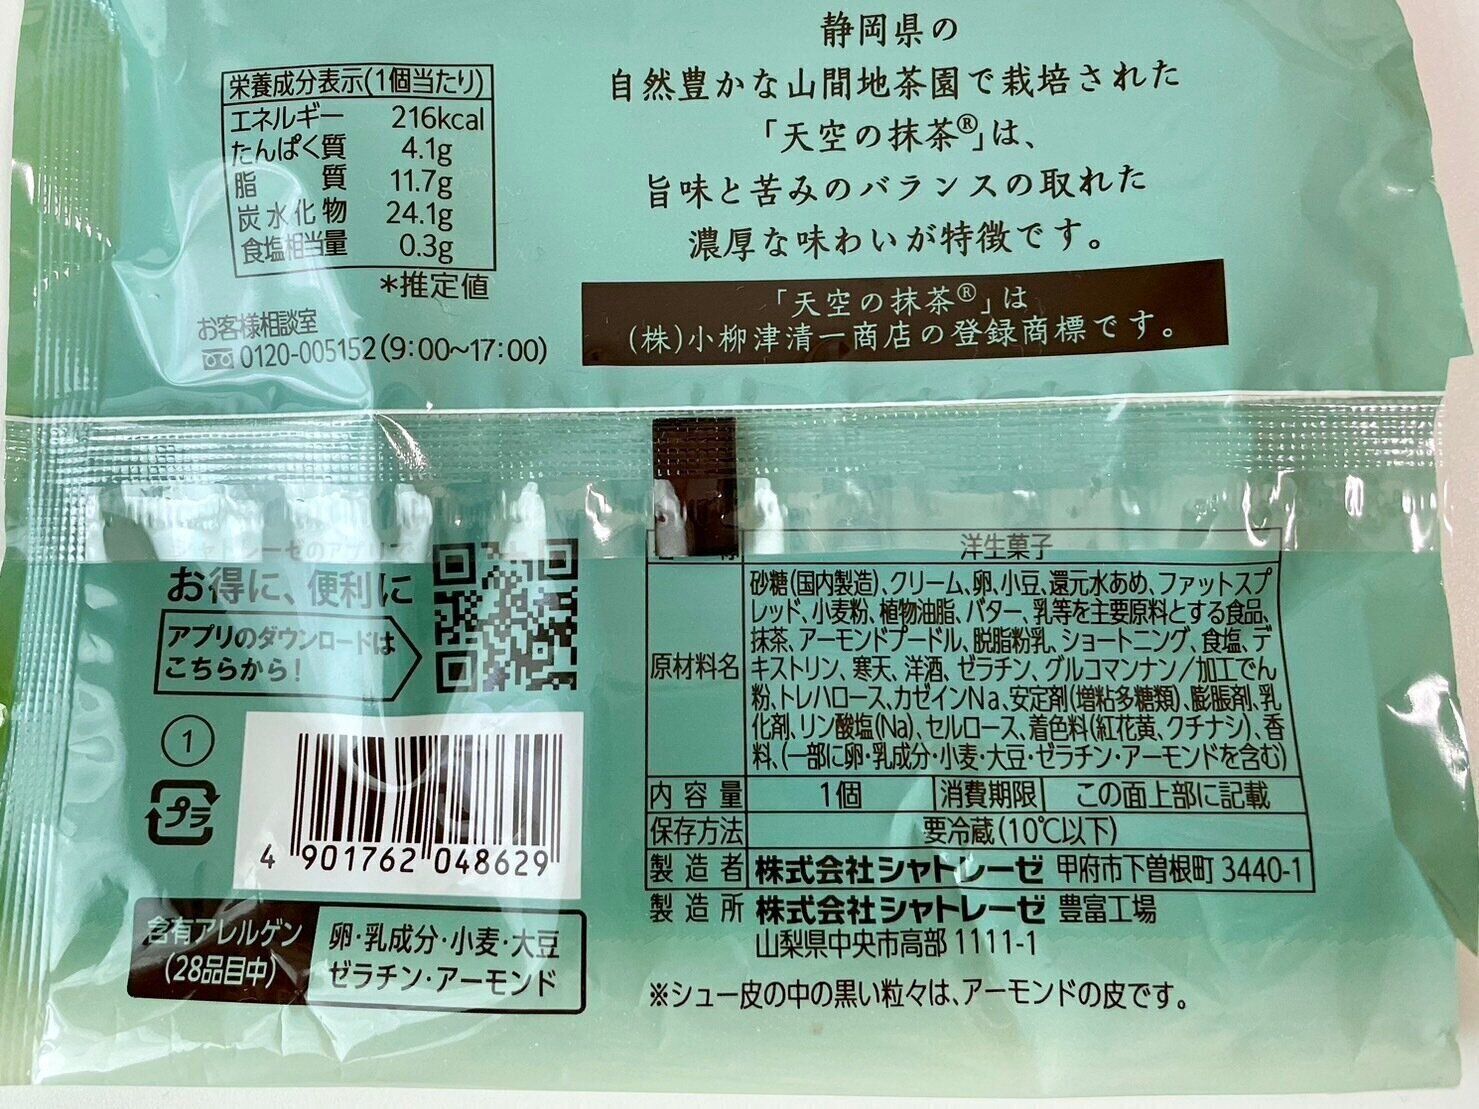 静岡県の
自然豊かな山間地茶園で栽培された
「天空の抹茶®」は、
旨味と苦みのバランスの取れた
濃厚な味わいが特徴です。
「天空の抹茶®」は
(株)小柳津清一商店の登録商標です。
栄養成分表示(1個当たり)
エネルギー 216kcal
たんぱく質 4.1g
脂質 11.7g
炭水化物 24.1g
食塩相当量 0.3g
*推定値
お客様相談室
0120-005152(9:00~17:00)
シャトレーゼのアプリで
お得に、便利に
アプリのダウンロードは
こちらから!
1
プラ
4 901762 048629
含有アレルゲン
(28品目中)
卵・乳成分・小麦・大豆
ゼラチン・アーモンド
称 洋生菓子
原材料名
砂糖(国内製造)、クリーム、卵、小豆、還元水あめ、ファットスプ
レッド、小麦粉、植物油脂、バター、乳等を主要原料とする食品、
抹茶、アーモンドプードル、脱脂粉乳、ショートニング、食塩、デ
キストリン、寒天、洋酒、ゼラチン、グルコマンナン/加工でん
粉、トレハロース、カゼインNa、安定剤(増粘多糖類)、膨脹剤、乳
化剤、リン酸塩(Na)、セルロース、着色料(紅花黄、クチナシ)、香
料、(一部に卵・乳成分・小麦・大豆・ゼラチン・アーモンドを含む)
内容量 1個 消費期限 この面上部に記載
保存方法 要冷蔵(10℃以下)
製造者 株式会社シャトレーゼ 甲府市下曽根町3440-1
製造所 株式会社シャトレーゼ 豊富工場
山梨県中央市高部1111-1
※シュー皮の中の黒い粒々は、アーモンドの皮です。